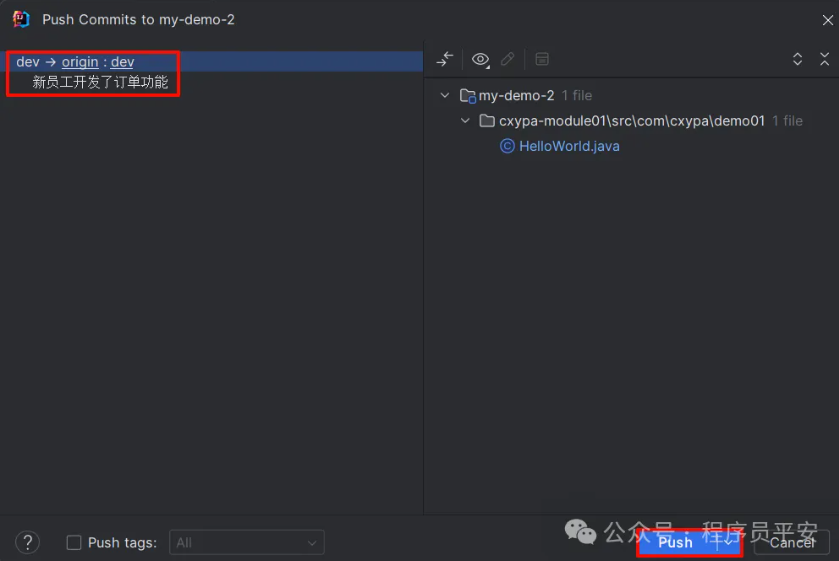 Push Commits to my-demo-2
dev → origin : dev
新员工开发了订单功能
my-demo-2 1 file
cxypa-module01\src\com\cxypa\demo01 1 file
HelloWorld.java
? Push tags: All
公众号 · 程序员平安
Push Cancel